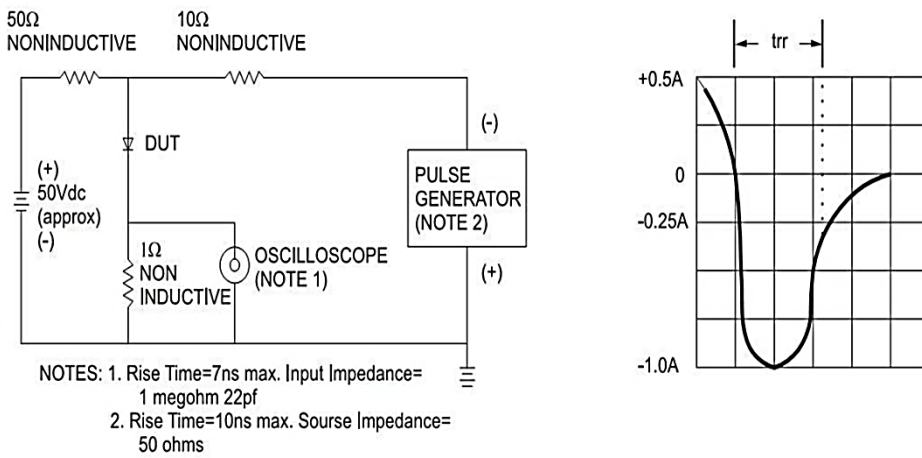 50Ω
NONINDUCTIVE
10Ω
NONINDUCTIVE
DUT
(+)
50Vdc
(approx)
(-)
1Ω
NON
INDUCTIVE
OSCILLOSCOPE
(NOTE 1)
(-)
PULSE
GENERATOR
(NOTE 2)
(+)
NOTES: 1. Rise Time=7ns max. Input Impedance=
1 megohm 22pf
2. Rise Time=10ns max. Sourse Impedance=
50 ohms
trr
+0.5A
0
-0.25A
-1.0A